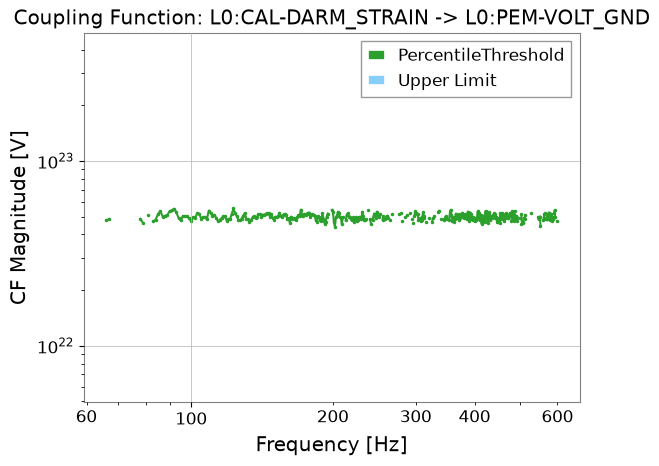 Coupling Function: L0:CAL-DARM_STRAIN -> L0:PEM-VOLT_GND
PercentileThreshold
Upper Limit
CF Magnitude [V]
10^23
10^22
60
100
200
300
400
600
Frequency [Hz]